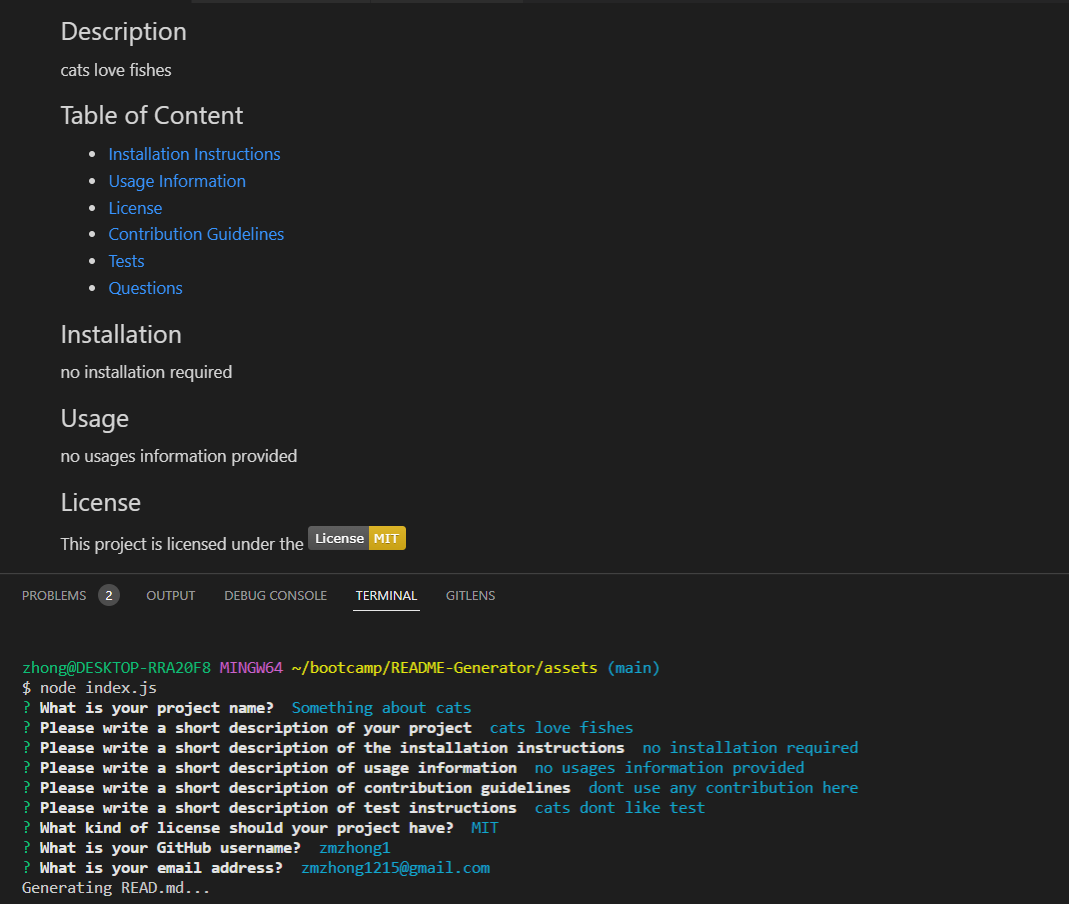 Description
cats love fishes
Table of Content
Installation Instructions
Usage Information
License
Contribution Guidelines
Tests
Questions
Installation
no installation required
Usage
no usages information provided
License
This project is licensed under the License MIT
PROBLEMS 2 OUTPUT DEBUG CONSOLE TERMINAL GITLENS
zhong@DESKTOP-RRA20F8 MINGW64 ~/bootcamp/README-Generator/assets (main)
$ node index.js
? What is your project name? Something about cats
? Please write a short description of your project cats love fishes
? Please write a short description of the installation instructions no installation required
? Please write a short description of usage information no usages information provided
? Please write a short description of contribution guidelines dont use any contribution here
? Please write a short description of test instructions cats dont like test
? What kind of license should your project have? MIT
? What is your GitHub username? zmzhong1
? What is your email address? zmzhong1215@gmail.com
Generating READ.md...